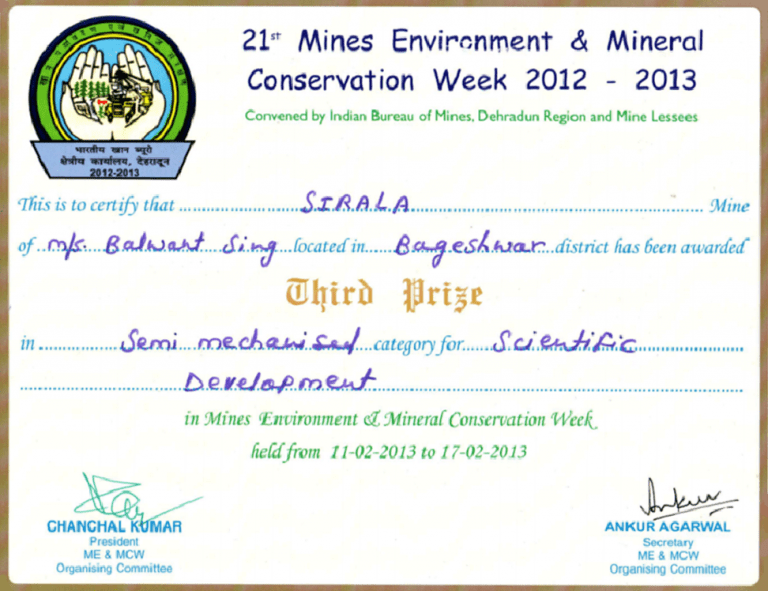 21st Mines Environment & Mineral
Conservation Week 2012 - 2013
Convened by Indian Bureau of Mines, Dehradun Region and Mine Lessees
भारतीय खान ब्यूरो
क्षेत्रीय कार्यालय, देहरादून
2012-2013
This is to certify that SIRALA Mine
of M/s. Balwant Sing located in Bageshwar district has been awarded
Third Prize
in Semi mechanised category for Scientific
Development
in Mines Environment & Mineral Conservation Week
held from 11-02-2013 to 17-02-2013
CHANCHAL KUMAR
President
ME & MCW
Organising Committee
Ankur
ANKUR AGARWAL
Secretary
ME & MCW
Organising Committee